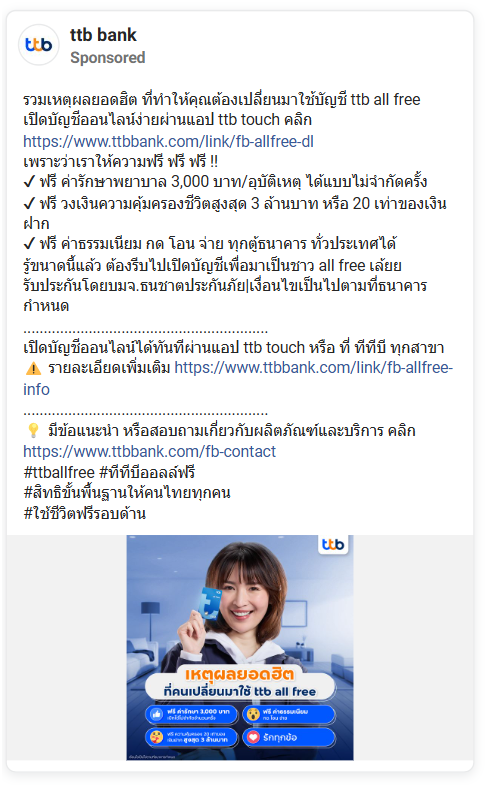 ttb bank
Sponsored
รวมเหตุผลยอดฮิต ที่ทำให้คุณต้องเปลี่ยนมาใช้บัญชี ttb all free
เปิดบัญชีออนไลน์ง่ายผ่านแอป ttb touch คลิก
https://www.ttbbank.com/link/fb-allfree-dl
เพราะว่าเราให้ความฟรี ฟรี ฟรี !!
✓ ฟรี ค่ารักษาพยาบาล 3,000 บาท/อุบัติเหตุ ได้แบบไม่จำกัดครั้ง
✓ ฟรี วงเงินความคุ้มครองชีวิตสูงสุด 3 ล้านบาท หรือ 20 เท่าของเงิน
ฝาก
✓ ฟรี ค่าธรรมเนียม กด โอน จ่าย ทุกตู้ธนาคาร ทั่วประเทศได้
รู้ขนาดนี้แล้ว ต้องรีบไปเปิดบัญชีเพื่อมาเป็นชาว all free เล้ยย
รับประกันโดยบมจ.ธนชาตประกันภัย|เงื่อนไขเป็นไปตามที่ธนาคาร
กำหนด
............................................................
เปิดบัญชีออนไลน์ได้ทันทีผ่านแอป ttb touch หรือ ที่ ทีทีบี ทุกสาขา
⚠️ รายละเอียดเพิ่มเติม https://www.ttbbank.com/link/fb-allfree-
info
............................................................
💡 มีข้อแนะนำ หรือสอบถามเกี่ยวกับผลิตภัณฑ์และบริการ คลิก
https://www.ttbbank.com/fb-contact
#ttballfree #ทีทีบีออลล์ฟรี
#สิทธิขั้นพื้นฐานให้คนไทยทุกคน
#ใช้ชีวิตฟรีรอบด้าน
ttb
เหตุผลยอดฮิต
ที่คนเปลี่ยนมาใช้ ttb all free
ฟรี ค่ารักษา 3,000 บาท
ฟรี ค่าธรรมเนียม
กด โอน จ่าย
ฟรี ความคุ้มครอง 20 เท่าของ
เงินฝาก สูงสุด 3 ล้านบาท
รักทุกข้อ